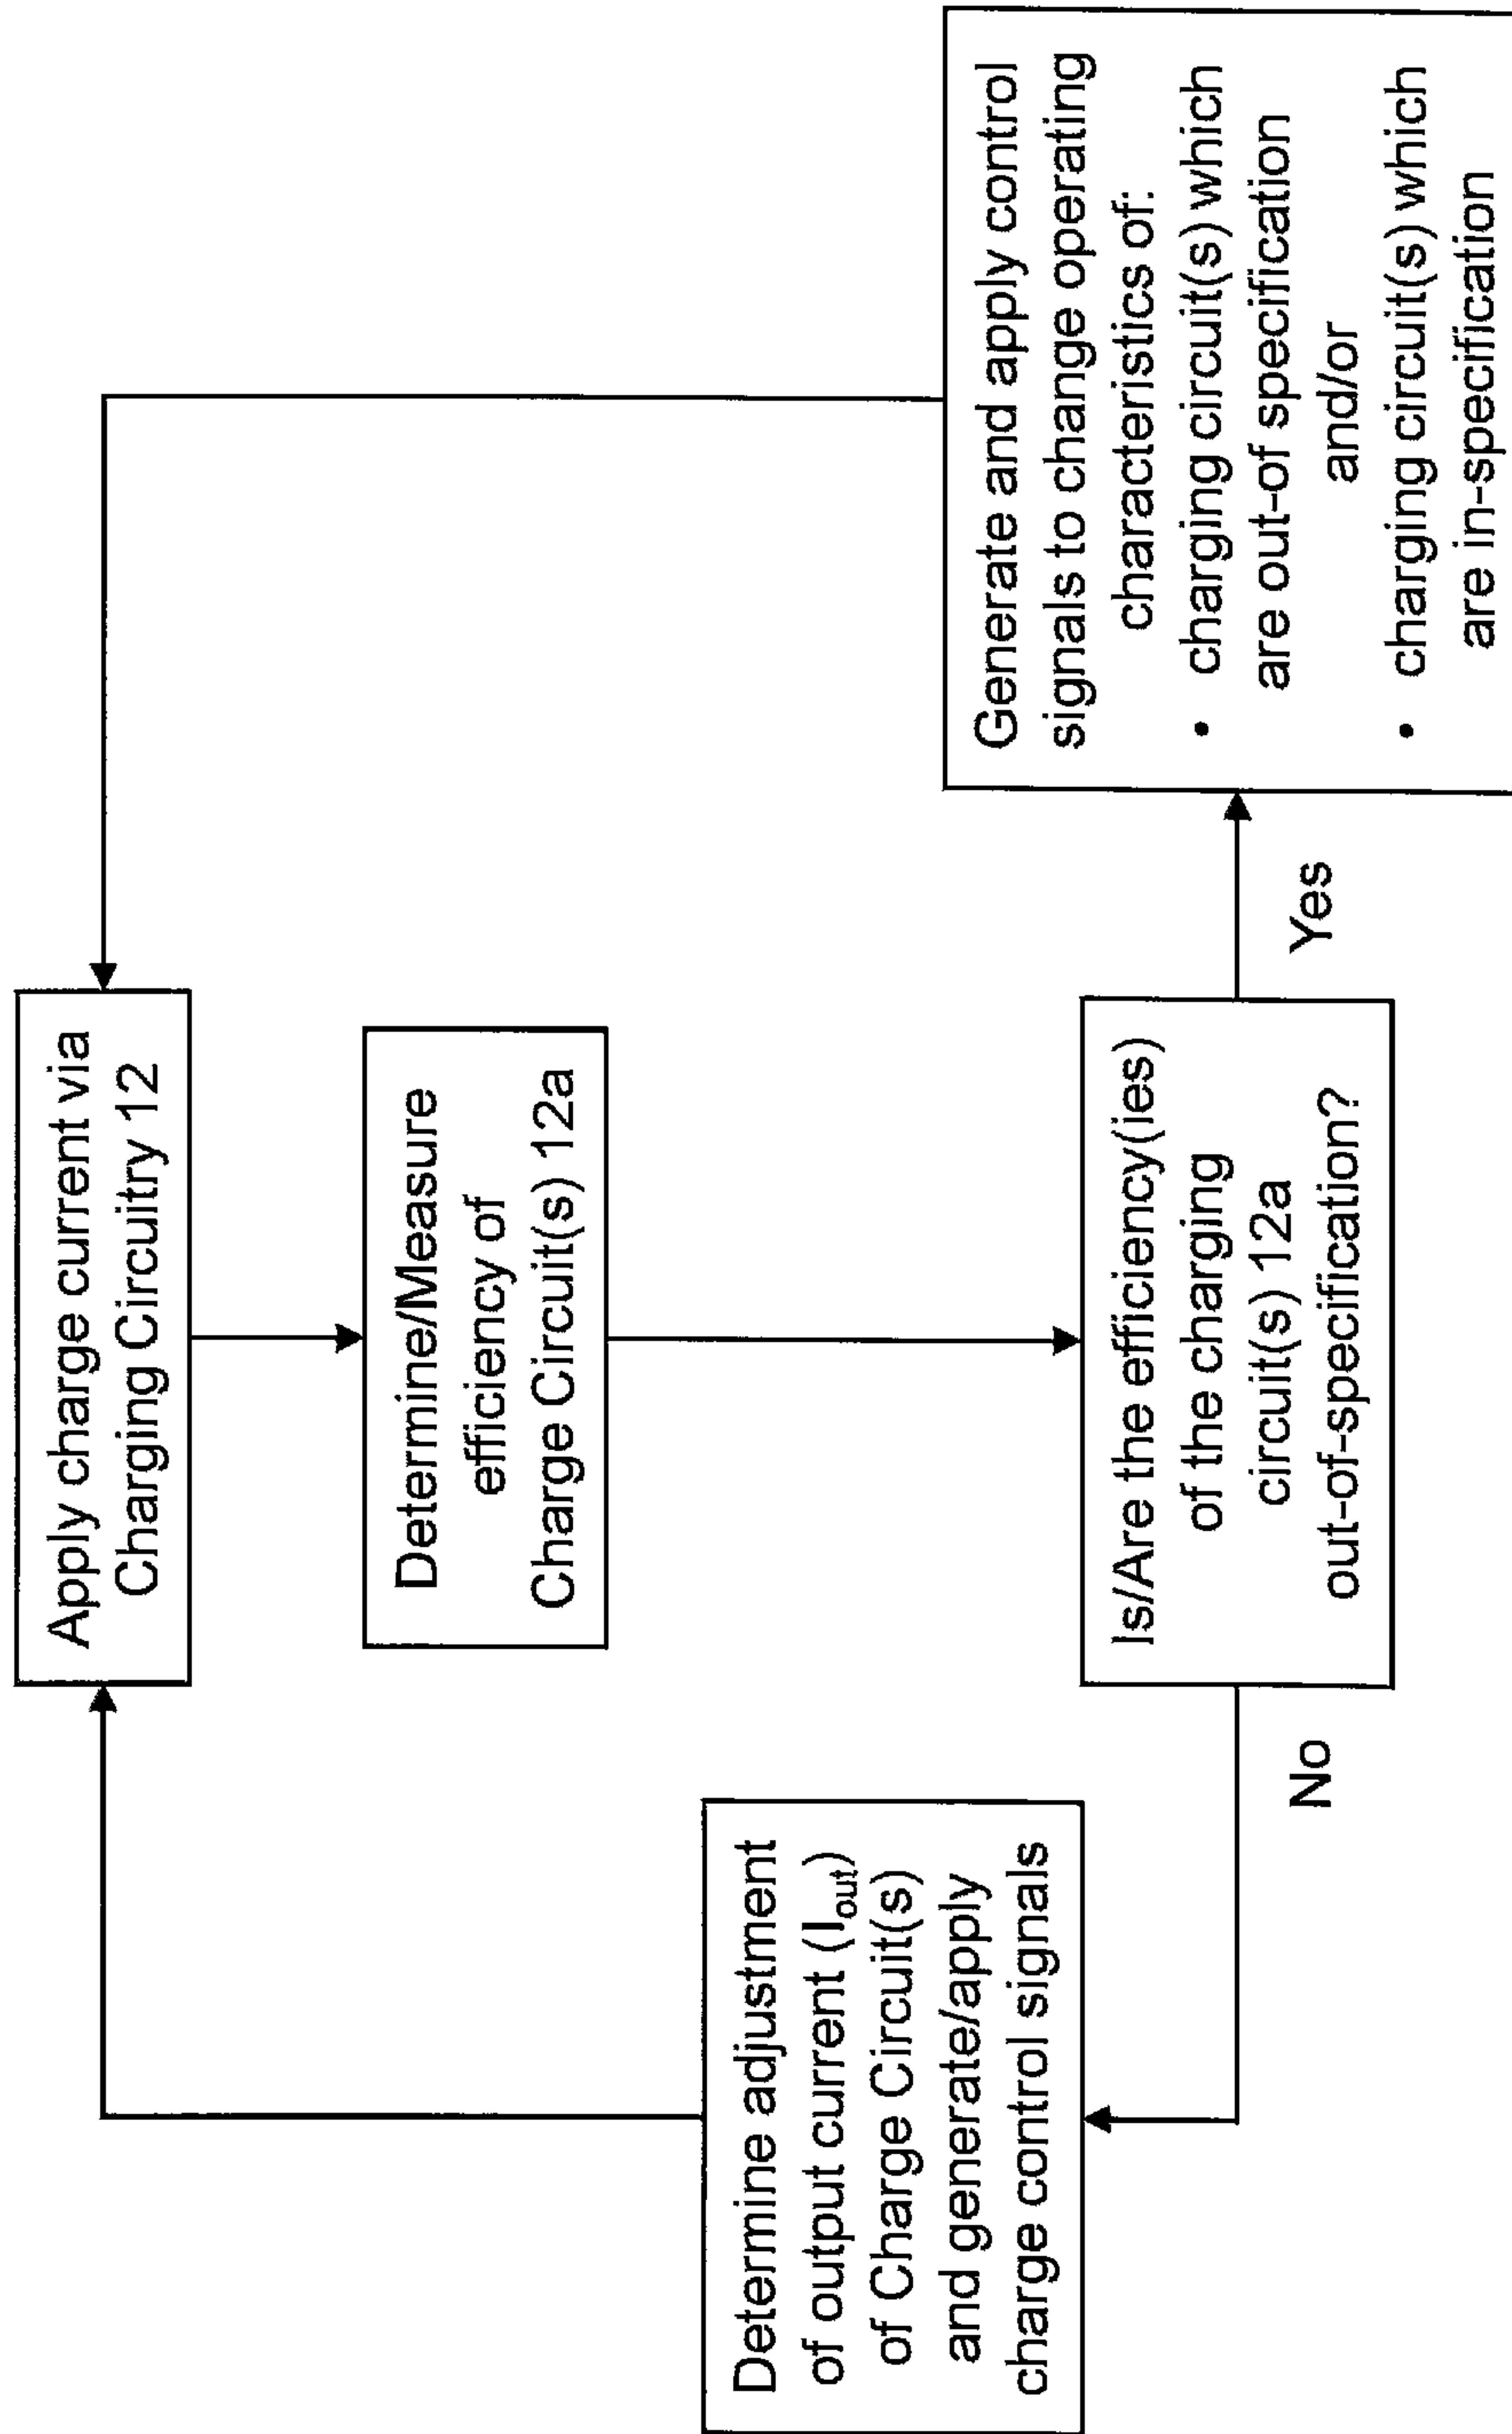 Apply charge current via
Charging Circuitry 12
Determine/Measure
efficiency of
Charge Circuit(s) 12a
Is/Are the efficiency(ies)
of the charging
circuit(s) 12a
out-of-specification?
No
Yes
Determine adjustment
of output current (Iout)
of Charge Circuit(s)
and generate/apply
charge control signals
Generate and apply control
signals to change operating
characteristics of:
• charging circuit(s) which
are out-of specification
and/or
• charging circuit(s) which
are in-specification